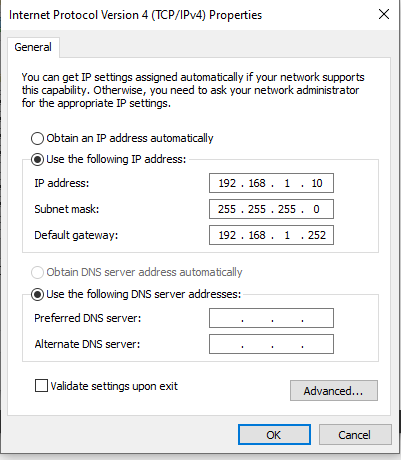 Internet Protocol Version 4 (TCP/IPv4) Properties
General
You can get IP settings assigned automatically if your network supports
this capability. Otherwise, you need to ask your network administrator
for the appropriate IP settings.
Obtain an IP address automatically
Use the following IP address:
IP address: 192 . 168 . 1 . 10
Subnet mask: 255 . 255 . 255 . 0
Default gateway: 192 . 168 . 1 . 252
Obtain DNS server address automatically
Use the following DNS server addresses:
Preferred DNS server: . . .
Alternate DNS server: . . .
Validate settings upon exit
Advanced...
OK Cancel